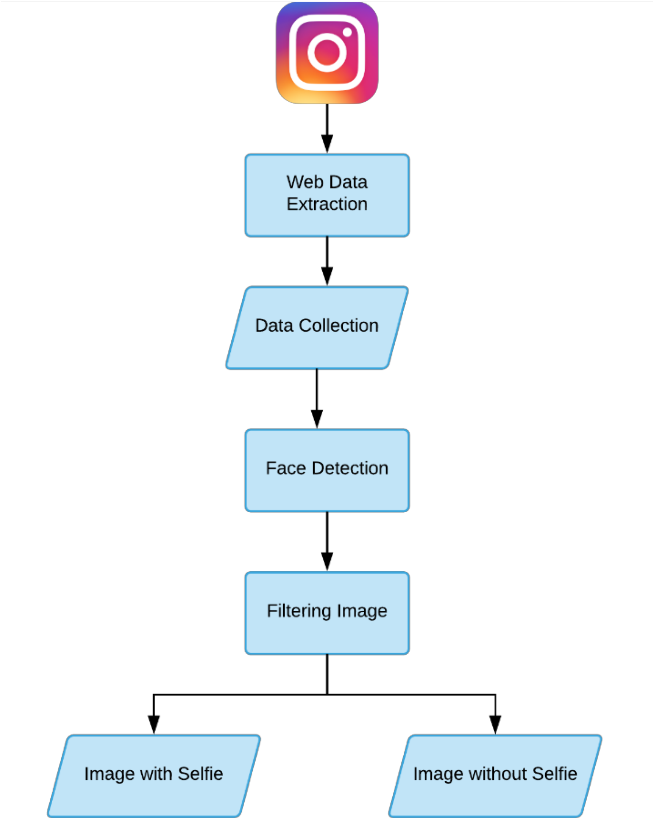 Web Data
Extraction
Data Collection
Face Detection
Filtering Image
Image with Selfie
Image without Selfie